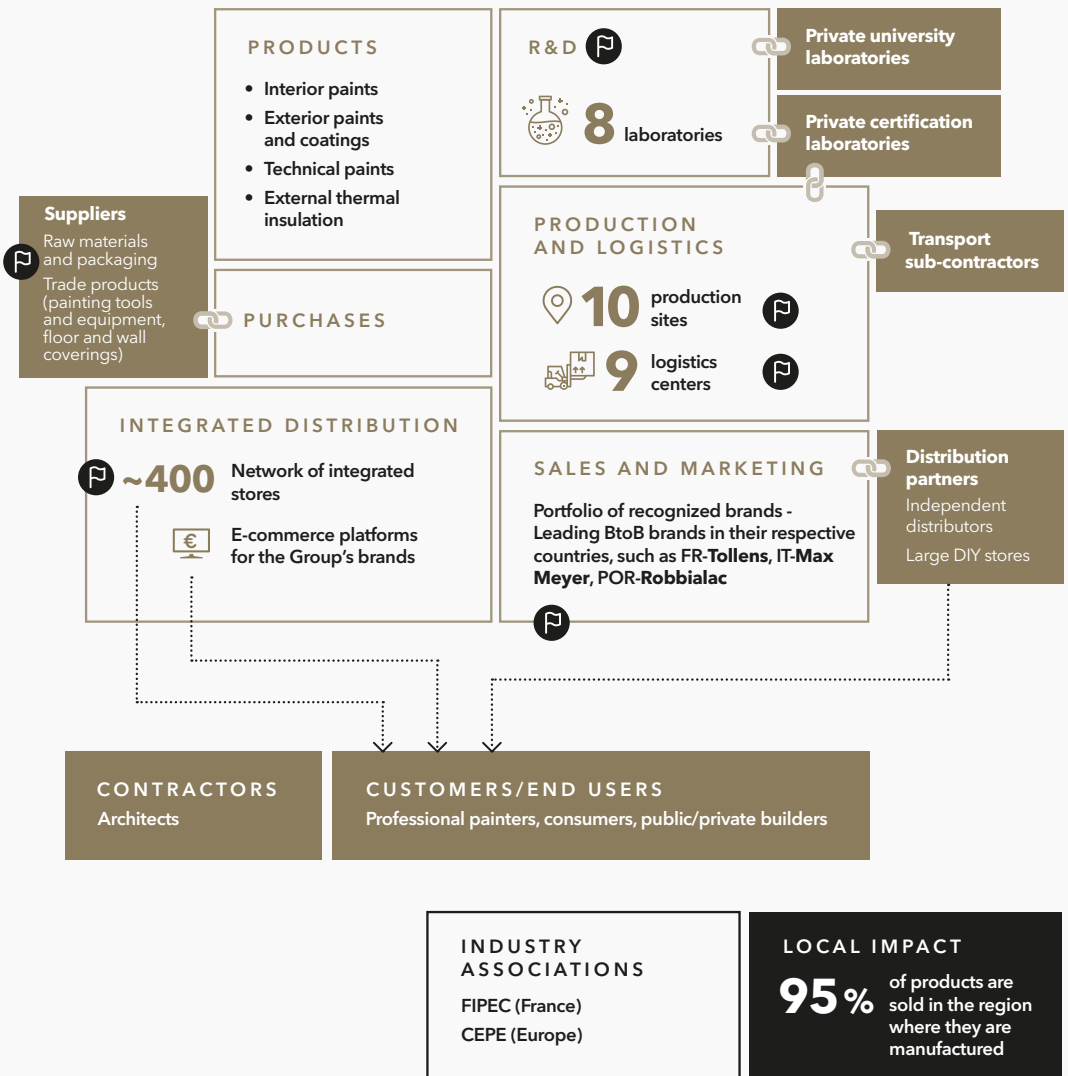 PRODUCTS
• Interior paints
• Exterior paints
and coatings
• Technical paints
• External thermal
insulation
R&D
8 laboratories
Private university
laboratories
Private certification
laboratories
Suppliers
Raw materials
and packaging
Trade products
(painting tools
and equipment,
floor and wall
coverings)
PURCHASES
PRODUCTION
AND LOGISTICS
10 production
sites
9 logistics
centers
Transport
sub-contractors
INTEGRATED DISTRIBUTION
~400 Network of integrated
stores
€
E-commerce platforms
for the Group's brands
SALES AND MARKETING
Portfolio of recognized brands -
Leading BtoB brands in their respective
countries, such as FR-Tollens, IT-Max
Meyer, POR-Robbialac
Distribution
partners
Independent
distributors
Large DIY stores
CONTRACTORS
Architects
CUSTOMERS/END USERS
Professional painters, consumers, public/private builders
INDUSTRY
ASSOCIATIONS
FIPEC (France)
CEPE (Europe)
LOCAL IMPACT
95 % of products are
sold in the region
where they are
manufactured